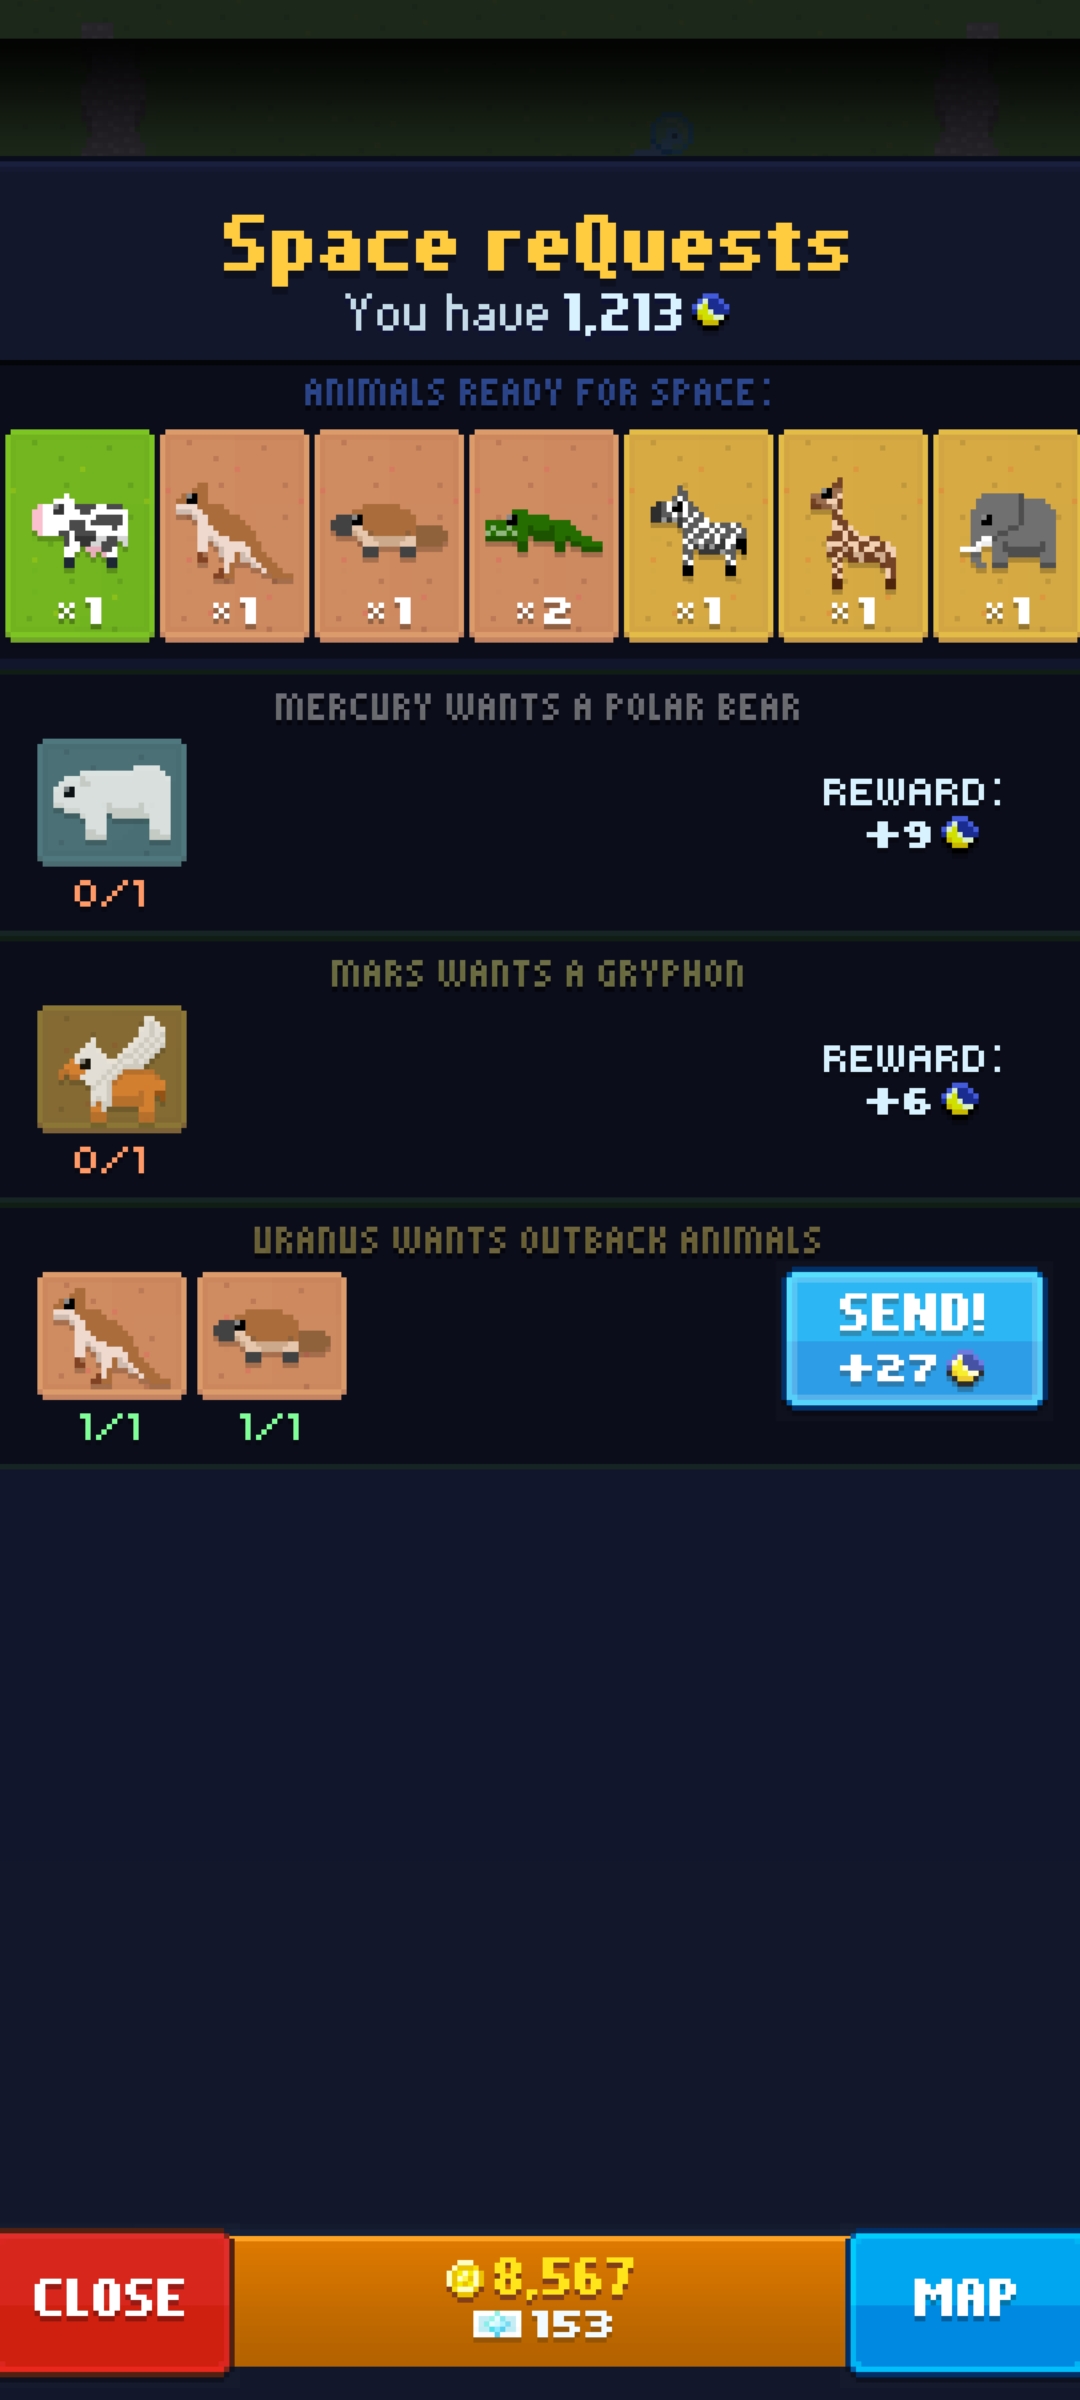 Space reQuests
You have 1,213
ANIMALS READY FOR SPACE:
×1 ×1 ×1 ×2 ×1 ×1 ×1
MERCURY WANTS A POLAR BEAR
REWARD:
+9
0/1
MARS WANTS A GRYPHON
REWARD:
+6
0/1
URANUS WANTS OUTBACK ANIMALS
SEND!
+27
1/1 1/1
CLOSE
8,567
153
MAP